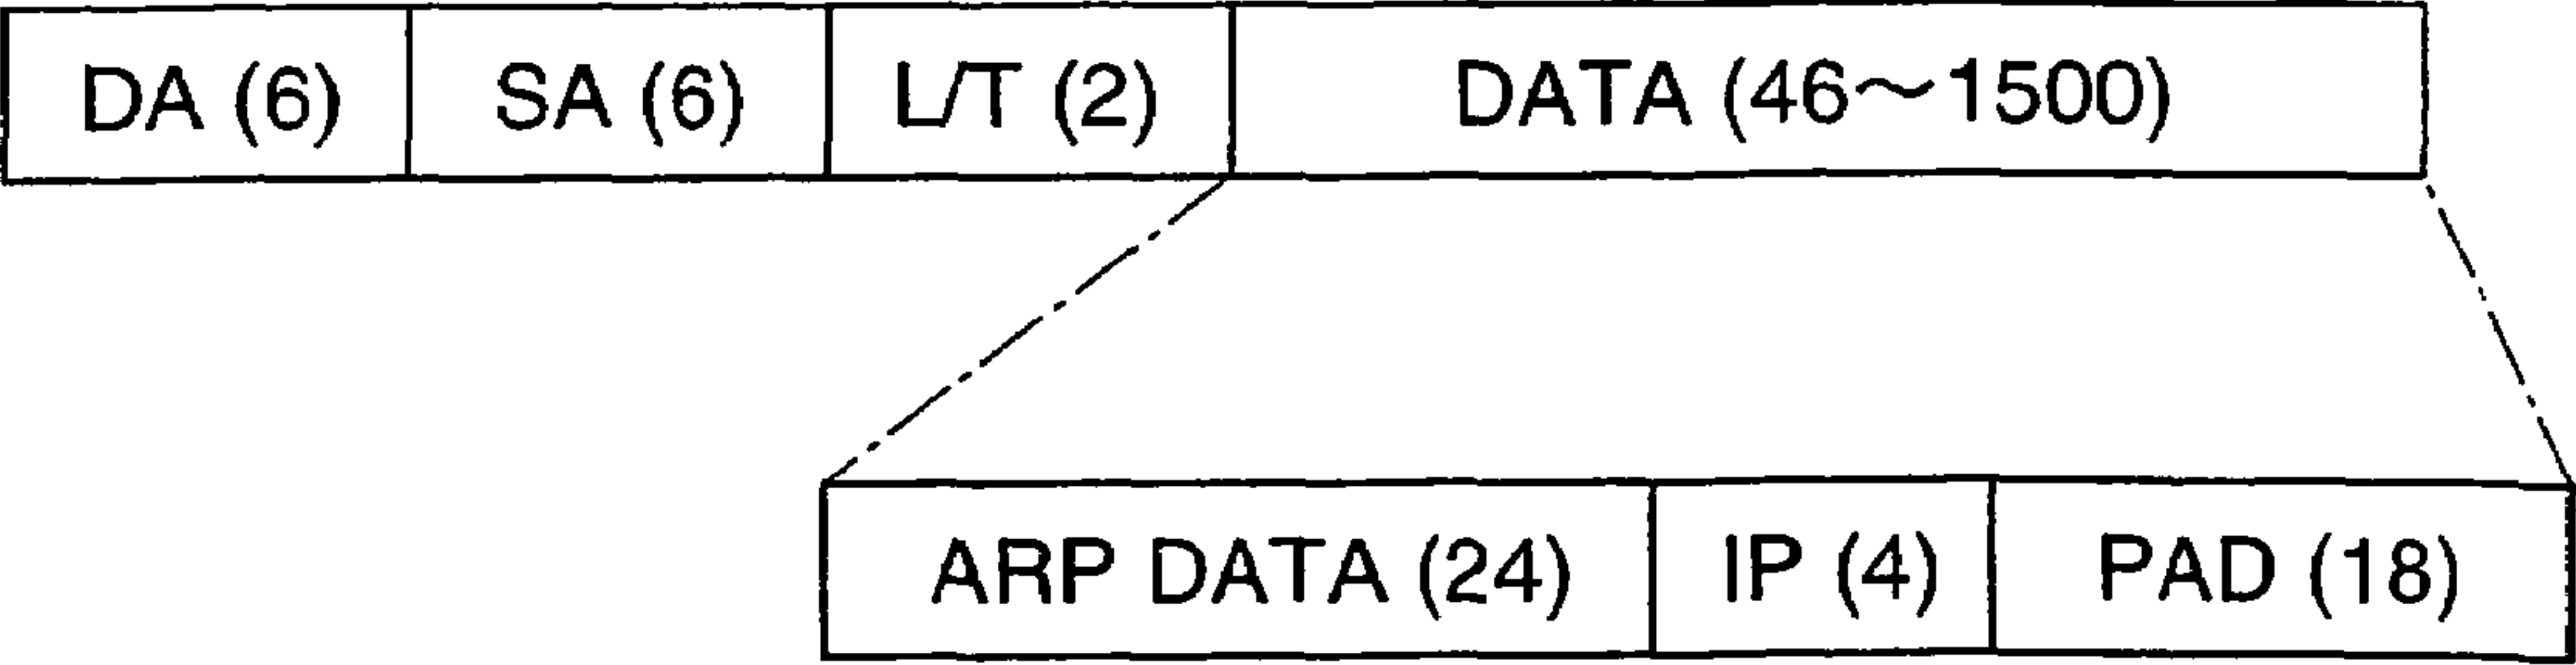 DA (6) SA (6) L/T (2) DATA (46～1500)
ARP DATA (24) IP (4) PAD (18)